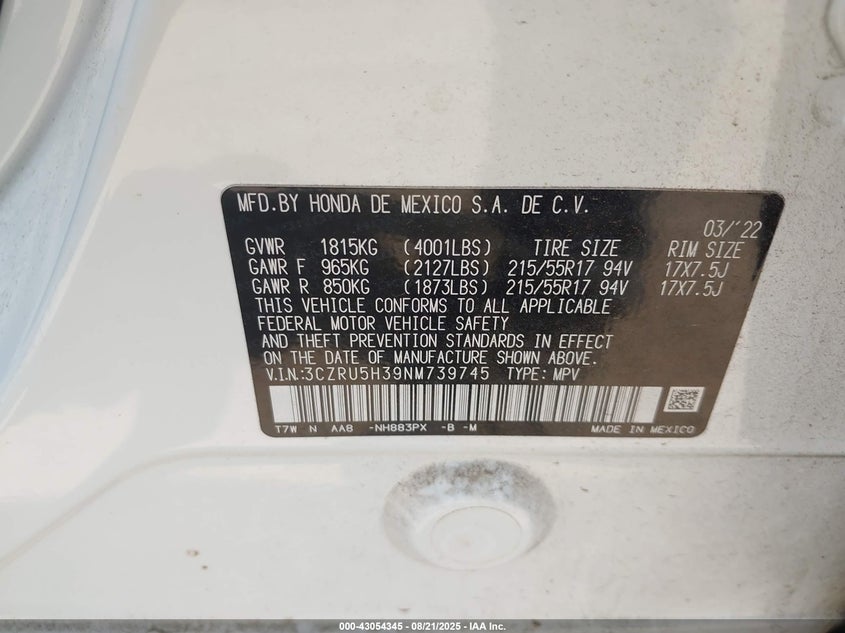 MFD.BY HONDA DE MEXICO S.A. DE C.V.
03/'22
GVWR 1815KG (4001LBS) TIRE SIZE RIM SIZE
GAWR F 965KG (2127LBS) 215/55R17 94V 17X7.5J
GAWR R 850KG (1873LBS) 215/55R17 94V 17X7.5J
THIS VEHICLE CONFORMS TO ALL APPLICABLE
FEDERAL MOTOR VEHICLE SAFETY
AND THEFT PREVENTION STANDARDS IN EFFECT
ON THE DATE OF MANUFACTURE SHOWN ABOVE.
V.I.N.:3CZRU5H39NM739745 TYPE: MPV
T7W N AA8 -NH883PX -B -M MADE IN MEXICO
000-43054345 - 08/21/2025 - IAA Inc.